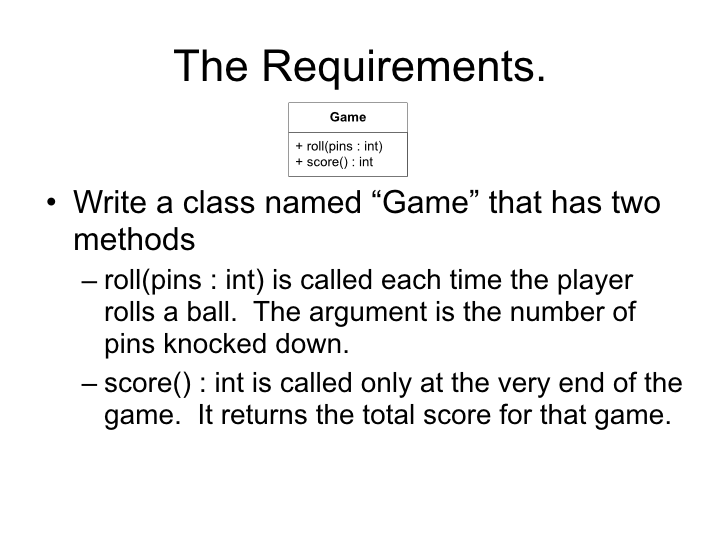 The Requirements.
Game
+ roll(pins : int)
+ score() : int
• Write a class named “Game” that has two
methods
– roll(pins : int) is called each time the player
rolls a ball.  The argument is the number of
pins knocked down.
– score() : int is called only at the very end of the
game.  It returns the total score for that game.